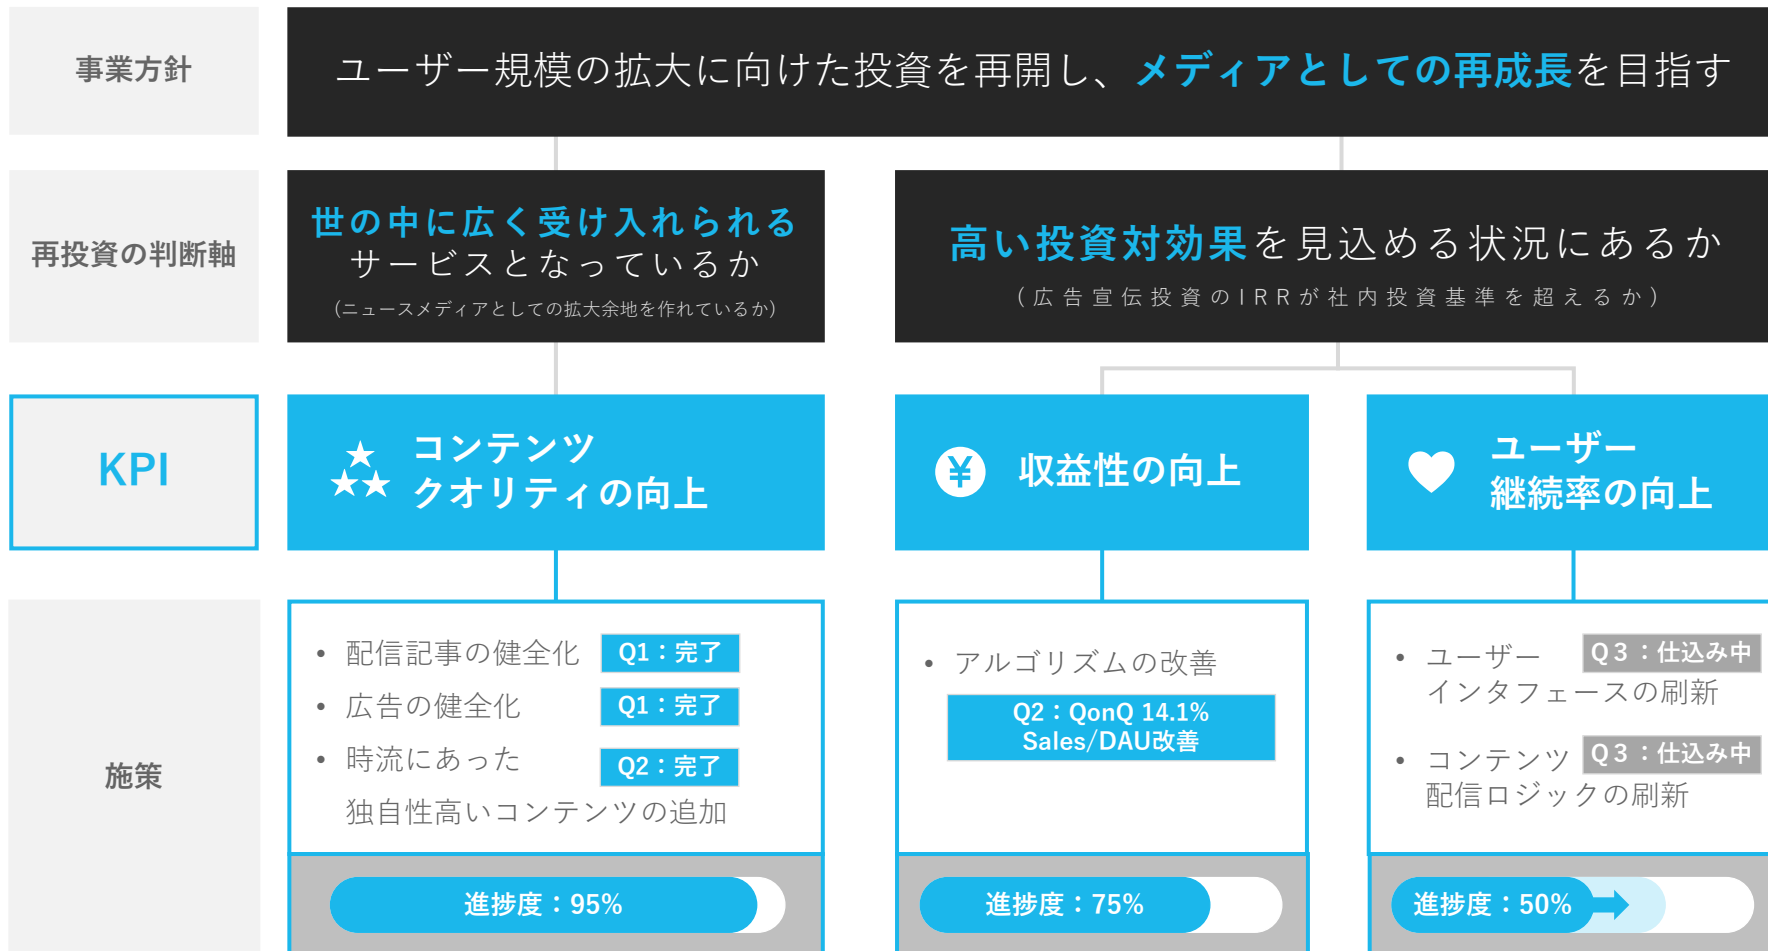 事業方針
ユーザー規模の拡大に向けた投資を再開し、メディアとしての再成長を目指す
再投資の判断軸
世の中に広く受け入れられる
サービスとなっているか
(ニュースメディアとしての拡大余地を作れているか)
高い投資対効果を見込める状況にあるか
(広告宣伝投資のIRRが社内投資基準を超えるか)
KPI
コンテンツ
クオリティの向上
¥
収益性の向上
ユーザー
継続率の向上
施策
• 配信記事の健全化 Q1：完了
• 広告の健全化 Q1：完了
• 時流にあった Q2：完了
独自性高いコンテンツの追加
進捗度：95%
• アルゴリズムの改善
Q2：QonQ 14.1%
Sales/DAU改善
進捗度：75%
• ユーザー Q３：仕込み中
インタフェースの刷新
• コンテンツ Q３：仕込み中
配信ロジックの刷新
進捗度：50%